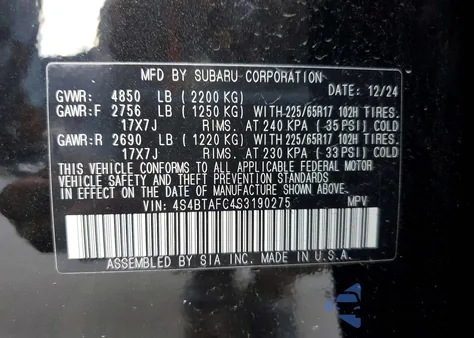 MFD BY SUBARU CORPORATION
DATE: 12/24
GVWR: 4850 LB (2200 KG)
GAWR:F 2756 LB (1250 KG) WITH 225/65R17 102H TIRES.
17X7J RIMS. AT 240 KPA (35 PSI) COLD
GAWR:R 2690 LB (1220 KG) WITH 225/65R17 102H TIRES.
17X7J RIMS. AT 230 KPA (33 PSI) COLD
THIS VEHICLE CONFORMS TO ALL APPLICABLE FEDERAL MOTOR
VEHICLE SAFETY AND THEFT PREVENTION STANDARDS
IN EFFECT ON THE DATE OF MANUFACTURE SHOWN ABOVE.
VIN: 4S4BTAFC4S3190275 MPV
ASSEMBLED BY SIA INC. MADE IN U.S.A.